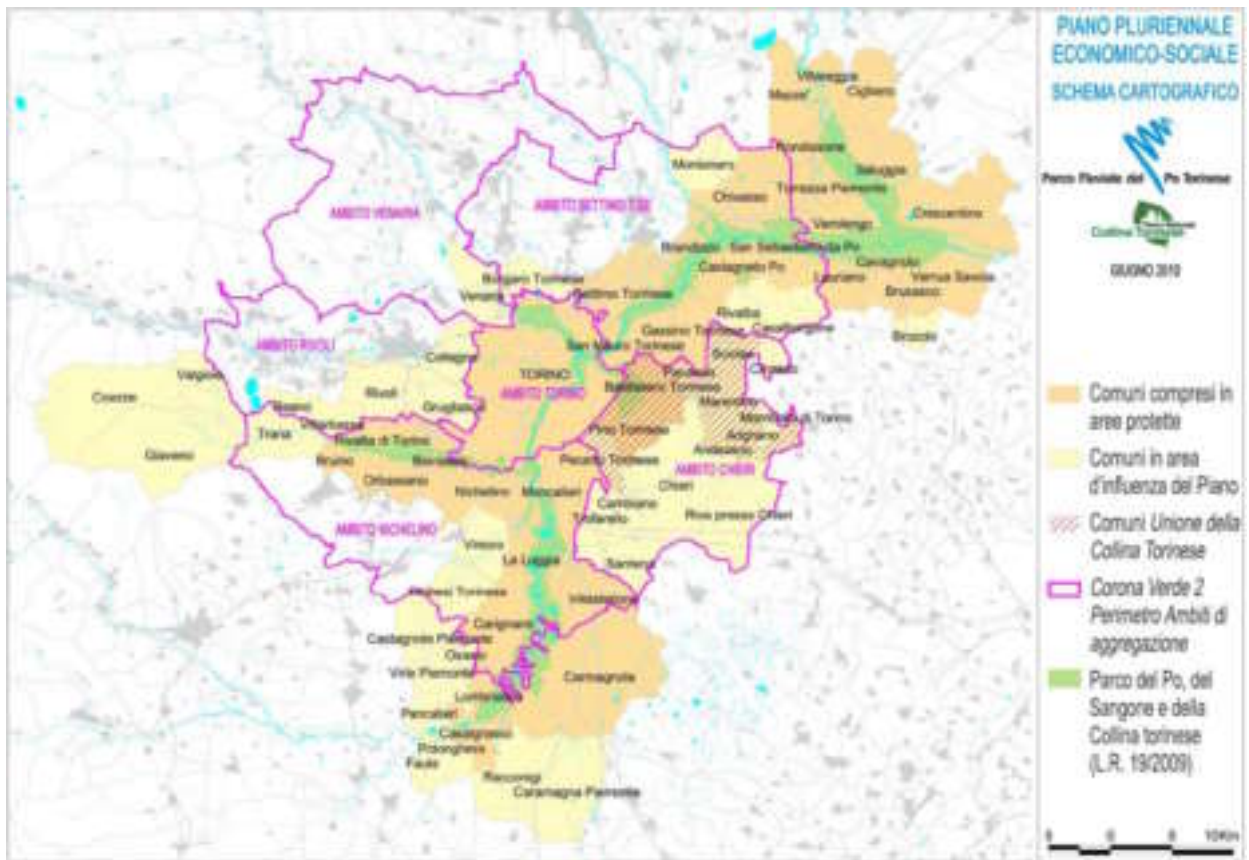 PIANO PLURIENNALE
ECONOMICO-SOCIALE
SCHEMA CARTOGRAFICO
Parco Fluviale del Po Torinese
Collina Torinese
GIUGNO 2010
Comuni compresi in
aree protette
Comuni in area
d'influenza del Piano
Comuni Unione della
Collina Torinese
Corona Verde 2
Perimetro Ambiti di
aggregazione
Parco del Po, del
Sangone e della
Collina torinese
(L.R. 19/2009)
0 10Km
Villareggia
Mazze'
Cigliano
Rondissone
Saluggia
Montanaro
Chivasso
Torrazza Piemonte
Crescentino
Verolengo
AMBITO VENARIA
AMBITO SETTIMO T.SE
Brandizzo
San Sebastiano da Po
Castagneto Po
Lauriano
Cavagnolo
Verrua Savoia
Brusasco
Brozolo
Borgaro Torinese
Venaria
Settimo Torinese
Rivalba
Casalborgone
Gassino Torinese
San Mauro Torinese
Sciolze
AMBITO RIVOLI
Collegno
TORINO
AMBITO TORINO
Baldissero Torinese
Marentino
Valgioie
Coazze
Rivoli
Grugliasco
Trana
Villarbasse
Rivalta di Torino
Pino Torinese
Arignano
Andezeno
Giaveno
Bruino
Orbassano
Beinasco
Pecetto Torinese
AMBITO CHIERI
Chieri
Nichelino
Moncalieri
Cambiano
Trofarello
Riva presso Chieri
AMBITO NICHELINO
Vinovo
La Loggia
Santena
Villastellone
Carignano
Castagnole Piemonte
Osasio
Virle Piemonte
Lombriasco
Carmagnola
Pancalieri
Casalgrasso
Polonghera
Faule
Racconigi
Caramagna Piemonte